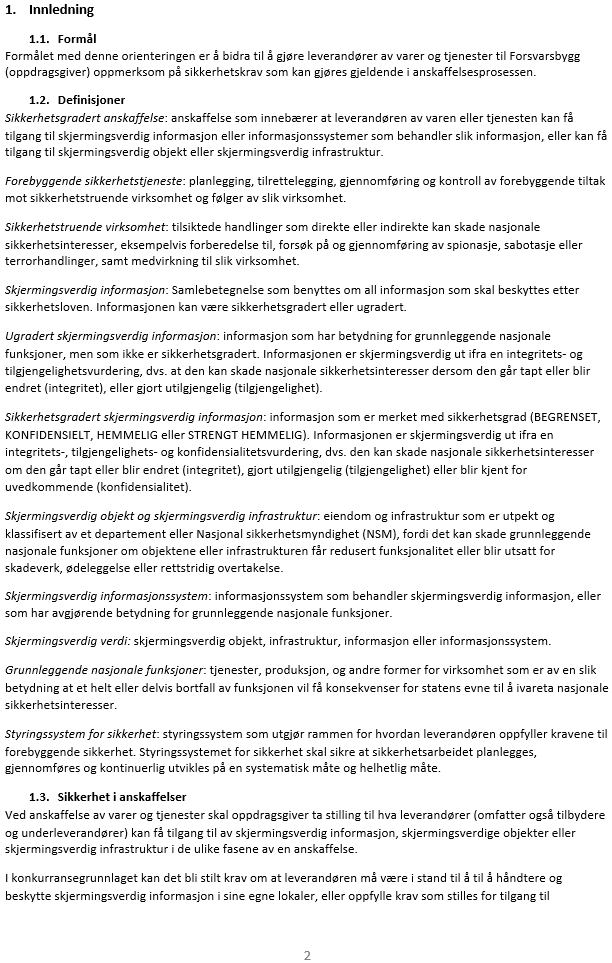 1. Innledning
1.1. Formål
Formålet med denne orienteringen er å bidra til å gjøre leverandører av varer og tjenester til Forsvarsbygg
(oppdragsgiver) oppmerksom på sikkerhetskrav som kan gjøres gjeldende i anskaffelsesprosessen.
1.2. Definisjoner
Sikkerhetsgradert anskaffelse: anskaffelse som innebærer at leverandøren av varen eller tjenesten kan få
tilgang til skjermingsverdig informasjon eller informasjonssystemer som behandler slik informasjon, eller kan få
tilgang til skjermingsverdig objekt eller skjermingsverdig infrastruktur.
Forebyggende sikkerhetstjeneste: planlegging, tilrettelegging, gjennomføring og kontroll av forebyggende tiltak
mot sikkerhetstruende virksomhet og følger av slik virksomhet.
Sikkerhetstruende virksomhet: tilsiktede handlinger som direkte eller indirekte kan skade nasjonale
sikkerhetsinteresser, eksempelvis forberedelse til, forsøk på og gjennomføring av spionasje, sabotasje eller
terrorhandlinger, samt medvirkning til slik virksomhet.
Skjermingsverdig informasjon: Samlebetegnelse som benyttes om all informasjon som skal beskyttes etter
sikkerhetsloven. Informasjonen kan være sikkerhetsgradert eller ugradert.
Ugradert skjermingsverdig informasjon: informasjon som har betydning for grunnleggende nasjonale
funksjoner, men som ikke er sikkerhetsgradert. Informasjonen er skjermingsverdig ut ifra en integritets- og
tilgjengelighetsvurdering, dvs. at den kan skade nasjonale sikkerhetsinteresser dersom den går tapt eller blir
endret (integritet), eller gjort utilgjengelig (tilgjengelighet).
Sikkerhetsgradert skjermingsverdig informasjon: informasjon som er merket med sikkerhetsgrad (BEGRENSET,
KONFIDENSIELT, HEMMELIG eller STRENGT HEMMELIG). Informasjonen er skjermingsverdig ut ifra en
integritets-, tilgjengelighets- og konfidensialitetsvurdering, dvs. den kan skade nasjonale sikkerhetsinteresser
om den går tapt eller blir endret (integritet), gjort utilgjengelig (tilgjengelighet) eller blir kjent for
uvedkommende (konfidensialitet).
Skjermingsverdig objekt og skjermingsverdig infrastruktur: eiendom og infrastruktur som er utpekt og
klassifisert av et departement eller Nasjonal sikkerhetsmyndighet (NSM), fordi det kan skade grunnleggende
nasjonale funksjoner om objektene eller infrastrukturen får redusert funksjonalitet eller blir utsatt for
skadeverk, ødeleggelse eller rettstridig overtakelse.
Skjermingsverdig informasjonssystem: informasjonssystem som behandler skjermingsverdig informasjon, eller
som har avgjørende betydning for grunnleggende nasjonale funksjoner.
Skjermingsverdig verdi: skjermingsverdig objekt, infrastruktur, informasjon eller informasjonssystem.
Grunnleggende nasjonale funksjoner: tjenester, produksjon, og andre former for virksomhet som er av en slik
betydning at et helt eller delvis bortfall av funksjonen vil få konsekvenser for statens evne til å ivareta nasjonale
sikkerhetsinteresser.
Styringssystem for sikkerhet: styringssystem som utgjør rammen for hvordan leverandøren oppfyller kravene til
forebyggende sikkerhet. Styringssystemet for sikkerhet skal sikre at sikkerhetsarbeidet planlegges,
gjennomføres og kontinuerlig utvikles på en systematisk måte og helhetlig måte.
1.3. Sikkerhet i anskaffelser
Ved anskaffelse av varer og tjenester skal oppdragsgiver ta stilling til hva leverandører (omfatter også tilbydere
og underleverandører) kan få tilgang til av skjermingsverdig informasjon, skjermingsverdige objekter eller
skjermingsverdig infrastruktur i de ulike fasene av en anskaffelse.
I konkurransegrunnlaget kan det bli stilt krav om at leverandøren må være i stand til å til å håndtere og
beskytte skjermingsverdig informasjon i sine egne lokaler, eller oppfylle krav som stilles for tilgang til
2